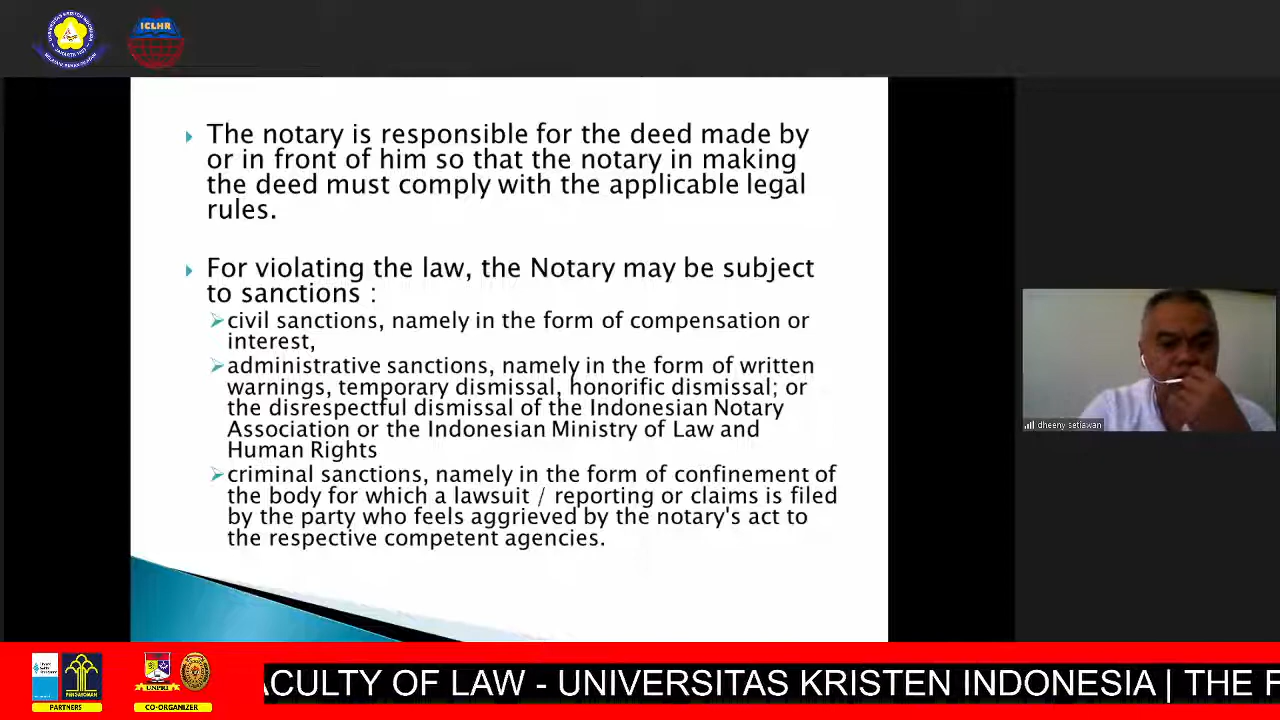 ICLHR
The notary is responsible for the deed made by
or in front of him so that the notary in making
the deed must comply with the applicable legal
rules.
For violating the law, the Notary may be subject
to sanctions :
civil sanctions, namely in the form of compensation or
interest,
administrative sanctions, namely in the form of written
warnings, temporary dismissal, honorific dismissal; or
the disrespectful dismissal of the Indonesian Notary
Association or the Indonesian Ministry of Law and
Human Rights
criminal sanctions, namely in the form of confinement of
the body for which a lawsuit / reporting or claims is filed
by the party who feels aggrieved by the notary's act to
the respective competent agencies.
dheeny setiawan
PENGAYOMAN
UNPRI
PARTNERS
CO-ORGANIZER
ACULTY OF LAW - UNIVERSITAS KRISTEN INDONESIA | THE F